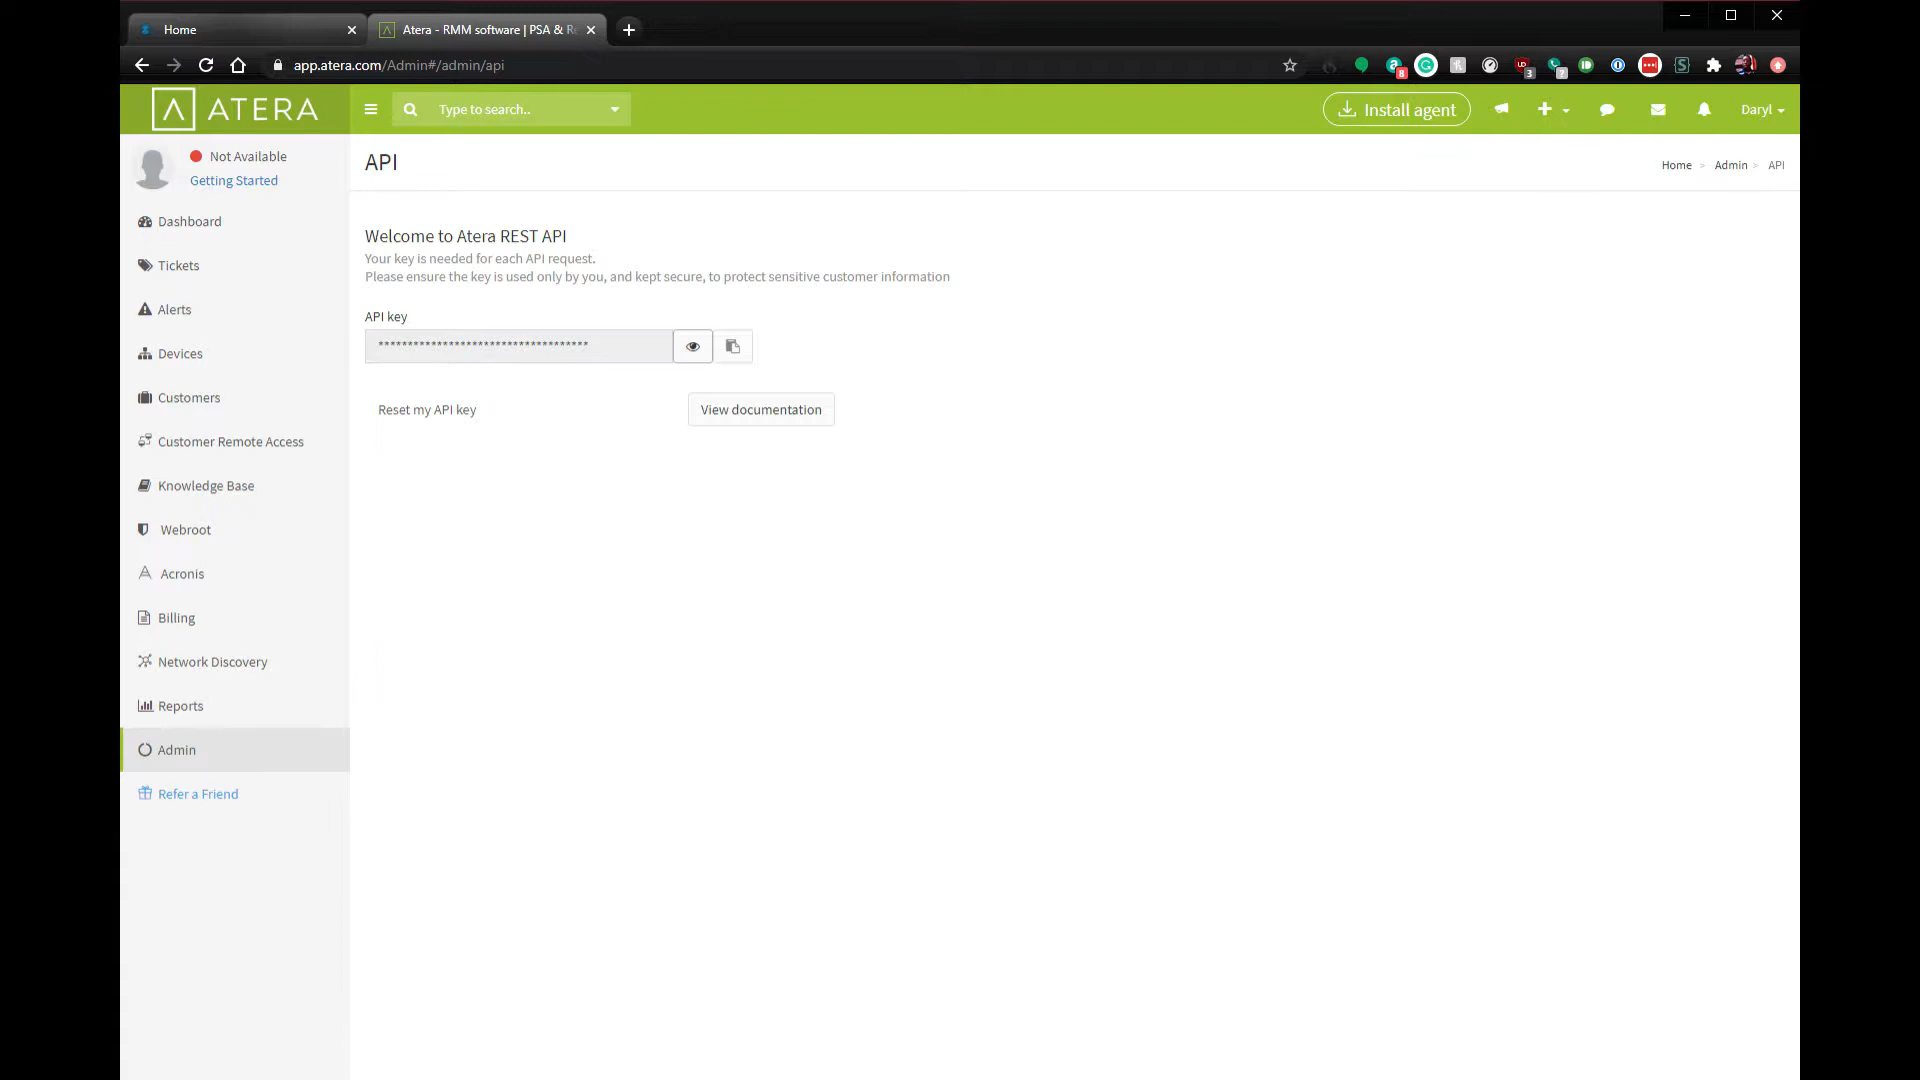 Home
Atera - RMM software | PSA & Re
app.atera.com/Admin#/admin/api
8
3
?
ATERA
Type to search..
Install agent
Daryl
Not Available
Getting Started
API
Home > Admin > API
Dashboard
Tickets
Alerts
Devices
Customers
Customer Remote Access
Knowledge Base
Webroot
Acronis
Billing
Network Discovery
Reports
Admin
Refer a Friend
Welcome to Atera REST API
Your key is needed for each API request.
Please ensure the key is used only by you, and kept secure, to protect sensitive customer information
API key
************************************
Reset my API key
View documentation